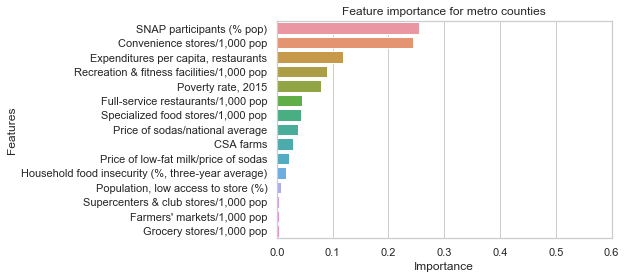 Feature importance for metro counties
SNAP participants (% pop)
Convenience stores/1,000 pop
Expenditures per capita, restaurants
Recreation & fitness facilities/1,000 pop
Poverty rate, 2015
Full-service restaurants/1,000 pop
Specialized food stores/1,000 pop
Price of sodas/national average
CSA farms
Price of low-fat milk/price of sodas
Household food insecurity (%, three-year average)
Population, low access to store (%)
Supercenters & club stores/1,000 pop
Farmers' markets/1,000 pop
Grocery stores/1,000 pop
Features
0.0 0.1 0.2 0.3 0.4 0.5 0.6
Importance